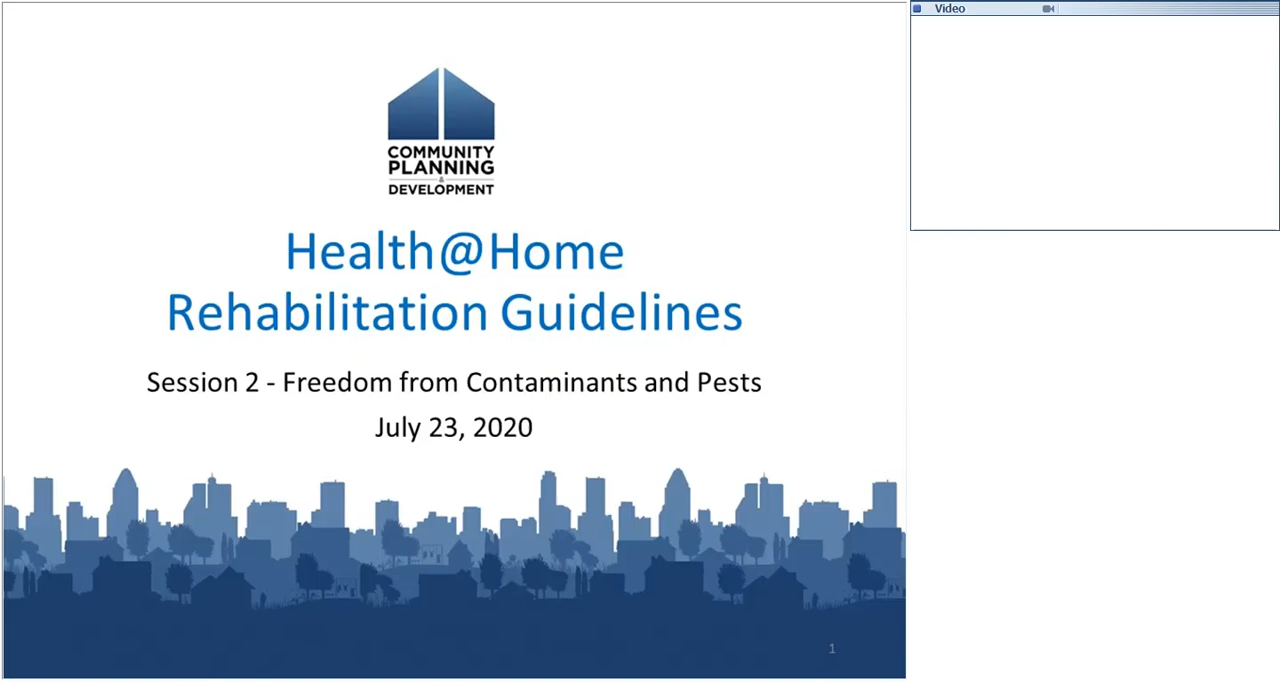 Video
COMMUNITY
PLANNING
&
DEVELOPMENT
Health@Home
Rehabilitation Guidelines
Session 2 - Freedom from Contaminants and Pests
July 23, 2020
1